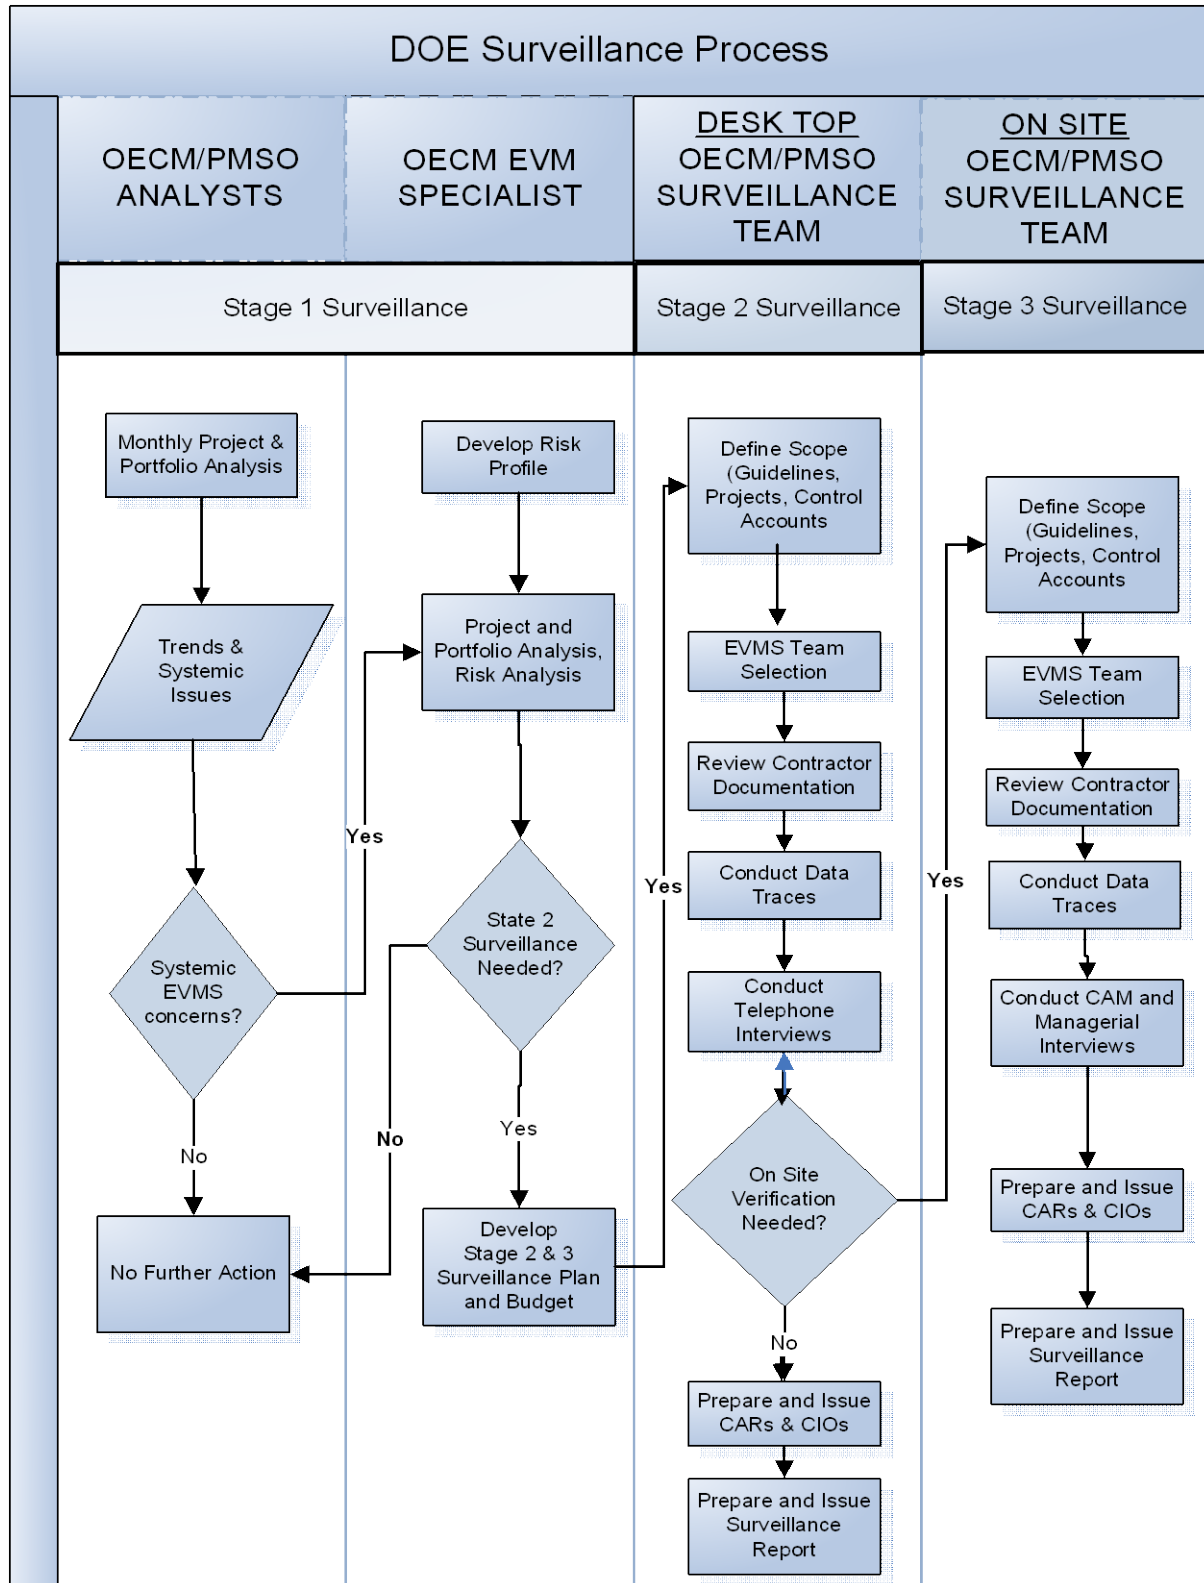 DOE Surveillance Process
OECM/PMSO
ANALYSTS
OECM EVM
SPECIALIST
DESK TOP
OECM/PMSO
SURVEILLANCE
TEAM
ON SITE
OECM/PMSO
SURVEILLANCE
TEAM
Stage 1 Surveillance
Stage 2 Surveillance
Stage 3 Surveillance
Monthly Project &
Portfolio Analysis
Trends &
Systemic
Issues
Systemic
EVMS
concerns?
Yes
No
No Further Action
Develop Risk
Profile
Project and
Portfolio Analysis,
Risk Analysis
State 2
Surveillance
Needed?
No
Yes
Develop
Stage 2 & 3
Surveillance Plan
and Budget
Yes
Define Scope
(Guidelines,
Projects, Control
Accounts
EVMS Team
Selection
Review Contractor
Documentation
Conduct Data
Traces
Conduct
Telephone
Interviews
On Site
Verification
Needed?
No
Prepare and Issue
CARs & CIOs
Prepare and Issue
Surveillance
Report
Yes
Define Scope
(Guidelines,
Projects, Control
Accounts
EVMS Team
Selection
Review Contractor
Documentation
Conduct Data
Traces
Conduct CAM and
Managerial
Interviews
Prepare and Issue
CARs & CIOs
Prepare and Issue
Surveillance
Report